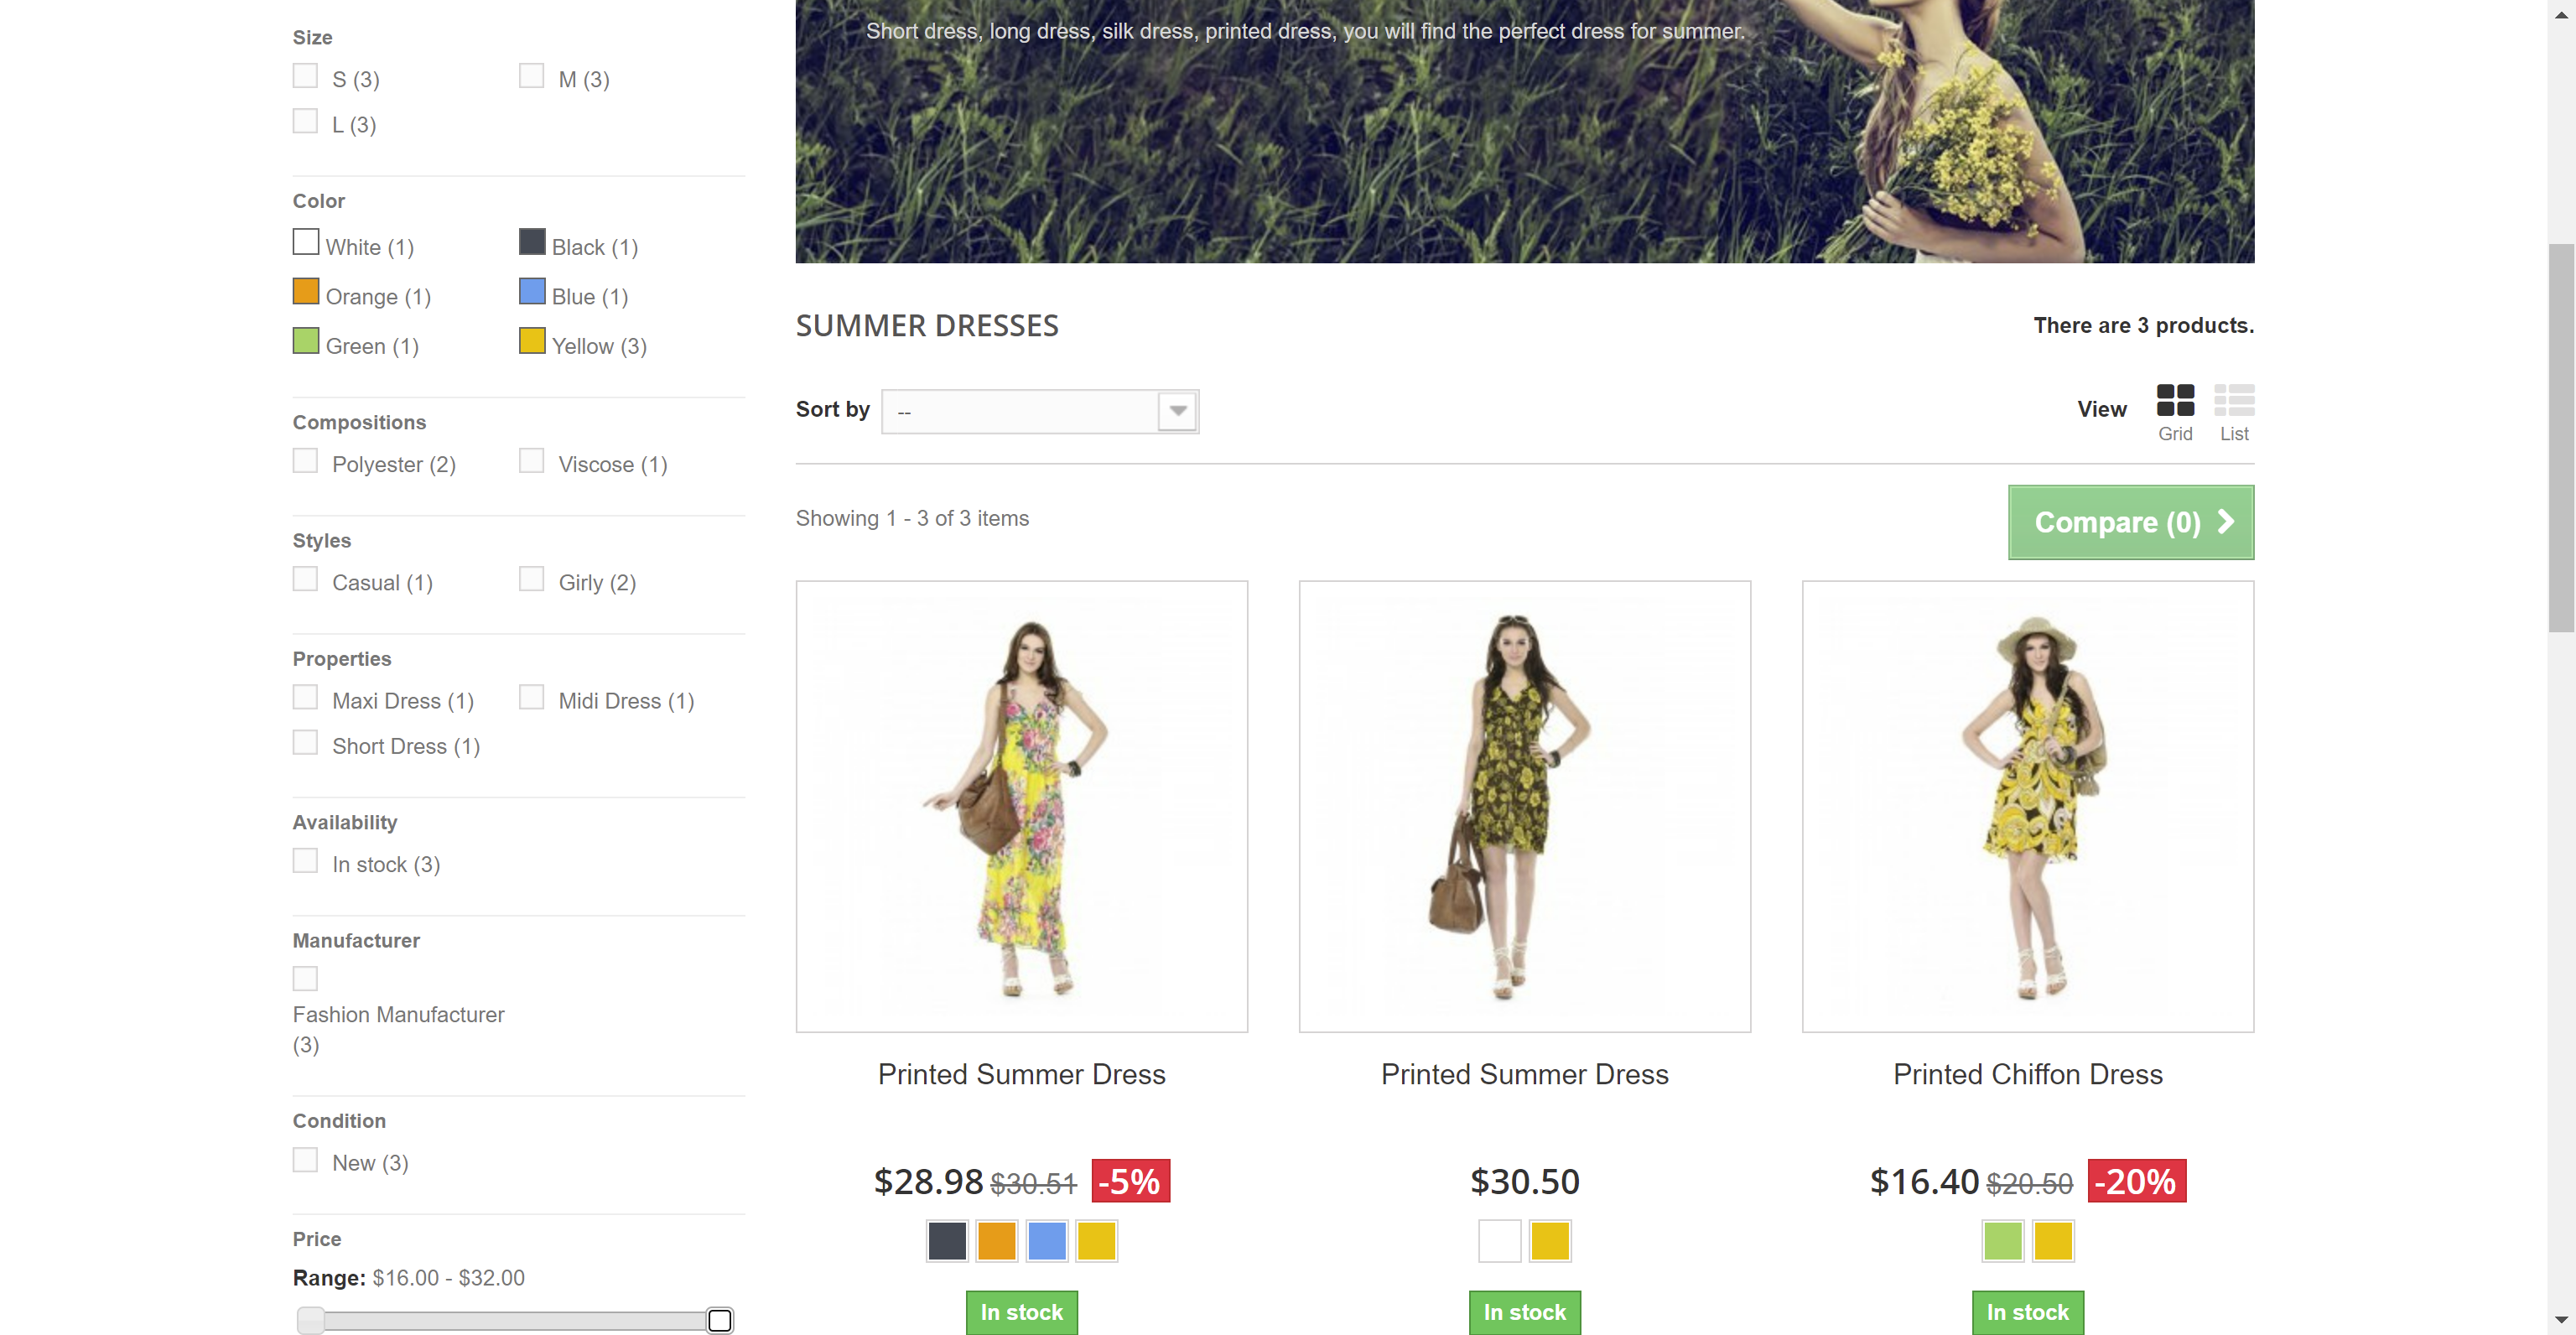 Size
S (3)
M (3)
L (3)
Color
White (1)
Black (1)
Orange (1)
Blue (1)
Green (1)
Yellow (3)
Compositions
Polyester (2)
Viscose (1)
Styles
Casual (1)
Girly (2)
Properties
Maxi Dress (1)
Midi Dress (1)
Short Dress (1)
Availability
In stock (3)
Manufacturer
Fashion Manufacturer
(3)
Condition
New (3)
Price
Range: $16.00 - $32.00
Short dress, long dress, silk dress, printed dress, you will find the perfect dress for summer.
SUMMER DRESSES
There are 3 products.
Sort by
--
View
Grid
List
Showing 1 - 3 of 3 items
Compare (0)
Printed Summer Dress
$28.98 $30.51 -5%
In stock
Printed Summer Dress
$30.50
In stock
Printed Chiffon Dress
$16.40 $20.50 -20%
In stock